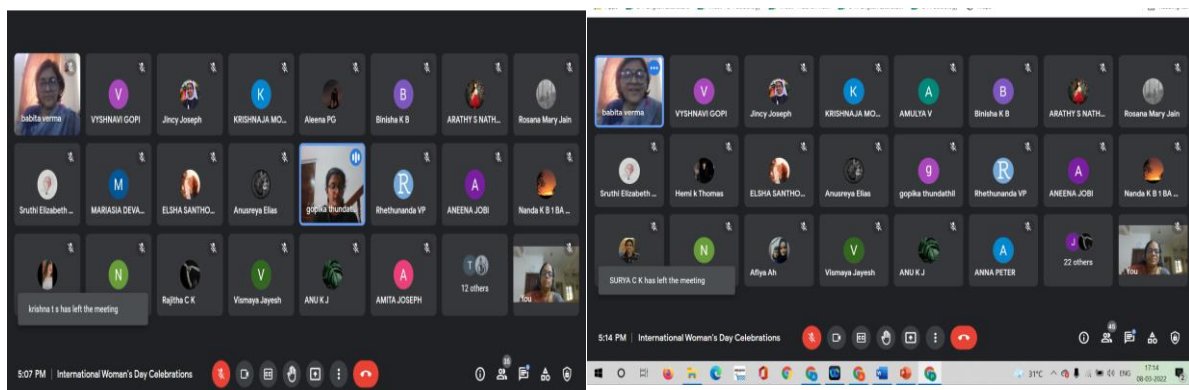 babita verma
VYSHNAVI GOPI
Jincy Joseph
KRISHNAJA MO...
Aleena PG
Binisha K B
ARATHY S NATH...
Rosana Mary Jain
Sruthi Elizabeth ...
MARIASIA DEVA...
ELSHA SANTHO...
Anusreya Elias
gopika thundathil
Rhethunanda VP
ANEENA JOBI
Nanda K B 1 BA ...
krishna t s has left the meeting
Rajitha C K
Vismaya Jayesh
ANU K J
AMITA JOSEPH
12 others
You
5:07 PM | International Woman's Day Celebrations
35
babita verma
VYSHNAVI GOPI
Jincy Joseph
KRISHNAJA MO...
AMULYA V
Binisha K B
ARATHY S NATH...
Rosana Mary Jain
Sruthi Elizabeth ...
Hemi k Thomas
ELSHA SANTHO...
Anusreya Elias
gopika thundathil
Rhethunanda VP
ANEENA JOBI
Nanda K B 1 BA ...
SURYA C K has left the meeting
Afiya Ah
Vismaya Jayesh
ANU K J
ANNA PETER
22 others
You
5:14 PM | International Woman's Day Celebrations
45
31°C
ENG
17:14
08-03-2022